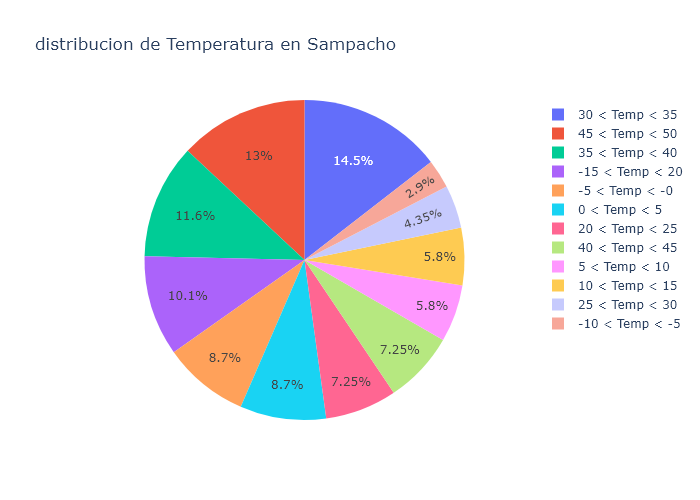 distribucion de Temperatura en Sampacho
30 < Temp < 35
45 < Temp < 50
35 < Temp < 40
-15 < Temp < 20
-5 < Temp < -0
0 < Temp < 5
20 < Temp < 25
40 < Temp < 45
5 < Temp < 10
10 < Temp < 15
25 < Temp < 30
-10 < Temp < -5
14.5%
13%
11.6%
10.1%
8.7%
8.7%
7.25%
7.25%
5.8%
5.8%
4.35%
2.9%